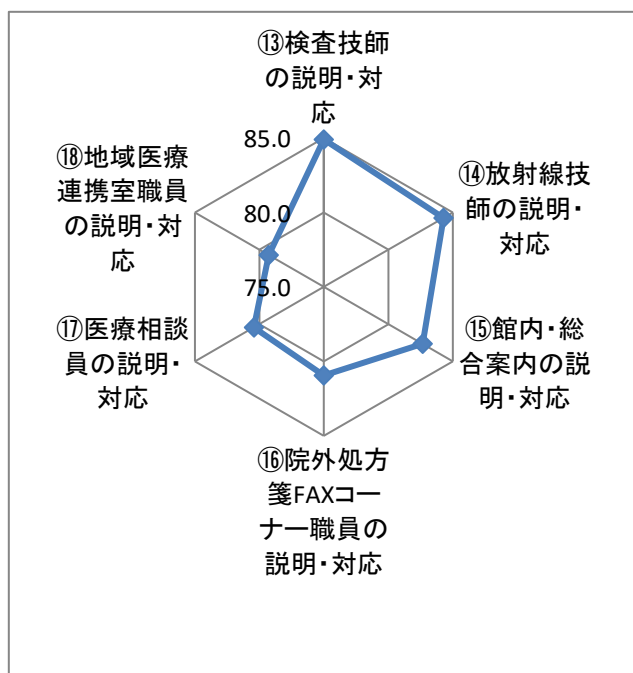 ⑬検査技師
の説明・対
応
85.0
80.0
75.0
⑭放射線技
師の説明・
対応
⑮館内・総
合案内の説
明・対応
⑯院外処方
箋FAXコー
ナー職員の
説明・対応
⑰医療相談
員の説明・
対応
⑱地域医療
連携室職員
の説明・対
応